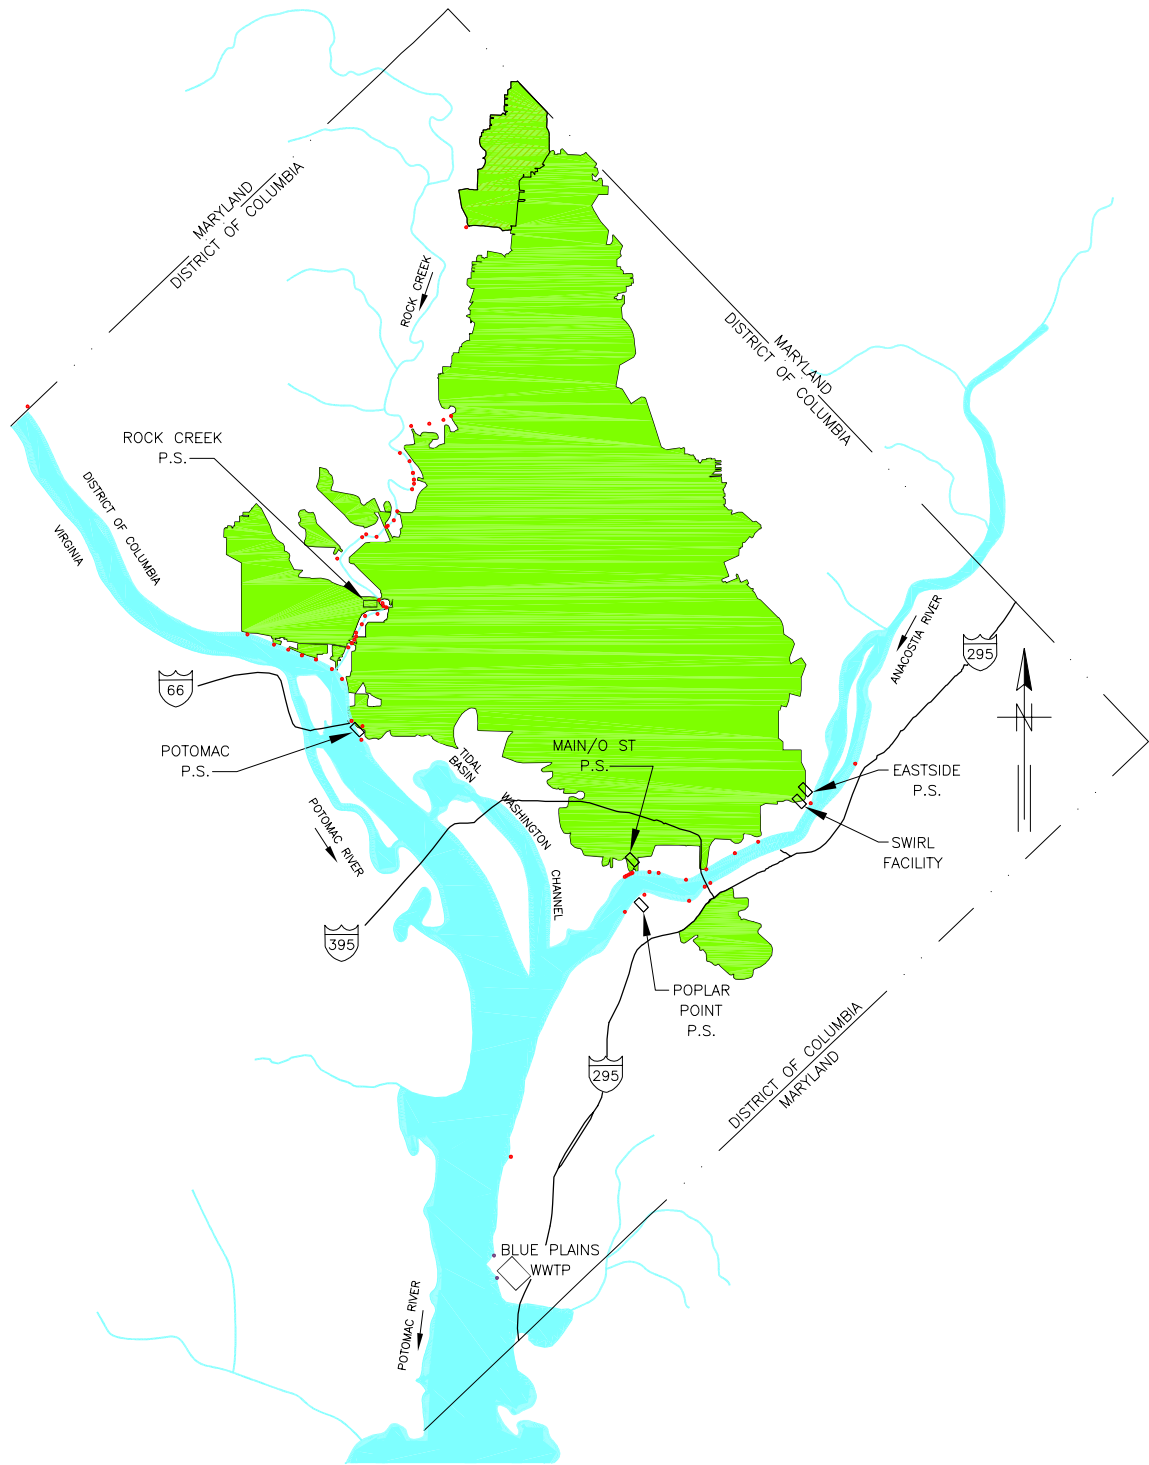 MARYLAND
DISTRICT OF COLUMBIA
ROCK CREEK
MARYLAND
DISTRICT OF COLUMBIA
ROCK CREEK
P.S.
DISTRICT OF COLUMBIA
VIRGINIA
ANACOSTIA RIVER
295
N
66
POTOMAC
P.S.
TIDAL
BASIN
MAIN/O ST
P.S.
EASTSIDE
P.S.
WASHINGTON
CHANNEL
POTOMAC RIVER
SWIRL
FACILITY
395
POPLAR
POINT
P.S.
295
DISTRICT OF COLUMBIA
MARYLAND
BLUE PLAINS
WWTP
POTOMAC RIVER